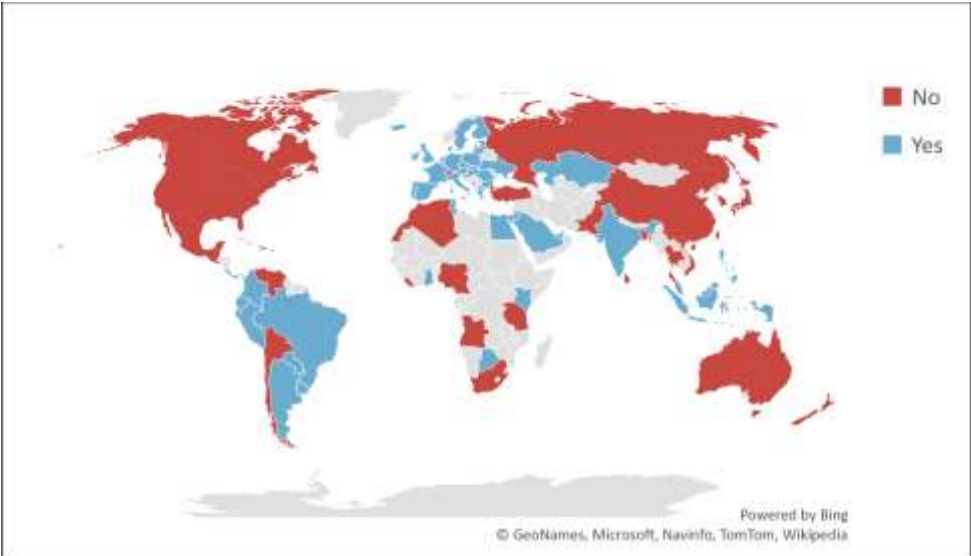 No
Yes
Powered by Bing
© GeoNames, Microsoft, Navinfo, TomTom, Wikipedia